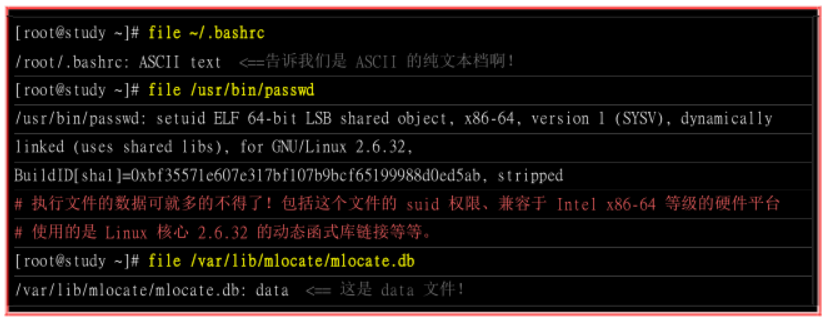 [root@study ~]# file ~/.bashrc
/root/.bashrc: ASCII text  <==告诉我们是 ASCII 的纯文本档啊!
[root@study ~]# file /usr/bin/passwd
/usr/bin/passwd: setuid ELF 64-bit LSB shared object, x86-64, version 1 (SYSV), dynamically
linked (uses shared libs), for GNU/Linux 2.6.32,
BuildID[sha1]=0xbf35571e607e317bf107b9bcf65199988d0ed5ab, stripped
# 执行文件的数据可就多的不得了! 包括这个文件的 suid 权限、兼容于 Intel x86-64 等级的硬件平台
# 使用的是 Linux 核心 2.6.32 的动态函式库链接等等。
[root@study ~]# file /var/lib/mlocate/mlocate.db
/var/lib/mlocate/mlocate.db: data  <== 这是 data 文件!